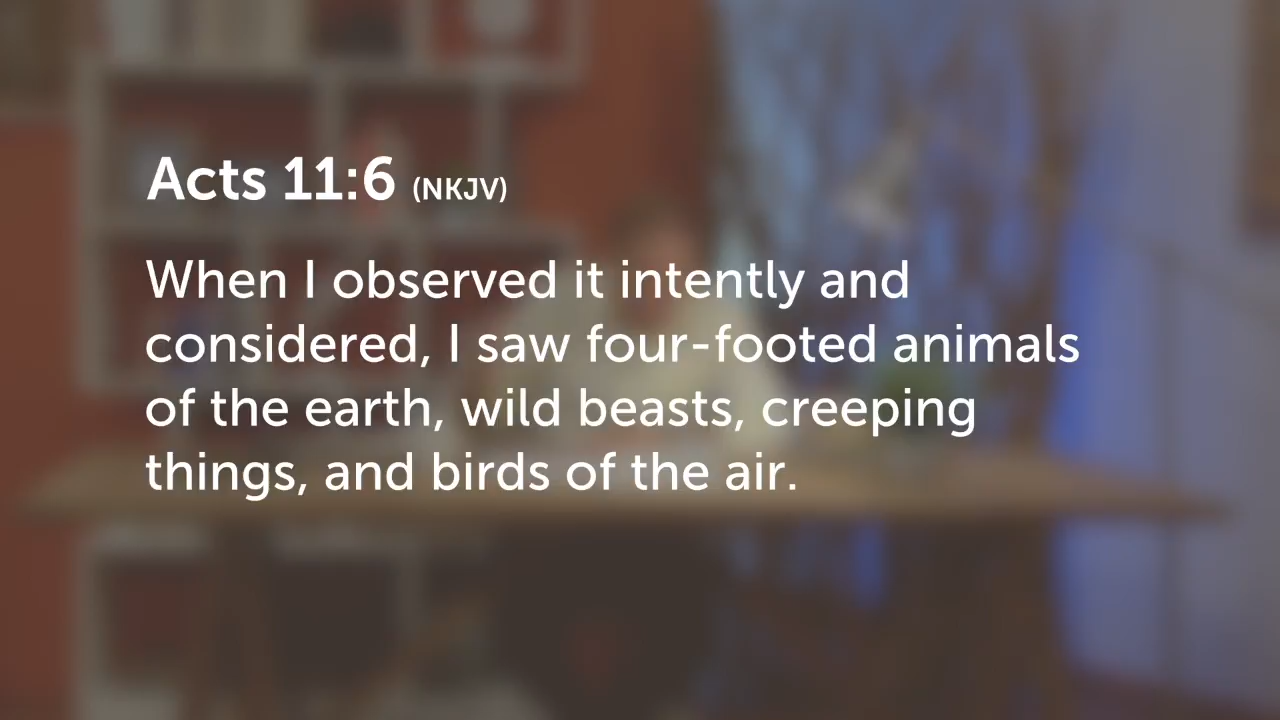 Acts 11:6 (NKJV)
When I observed it intently and
considered, I saw four-footed animals
of the earth, wild beasts, creeping
things, and birds of the air.